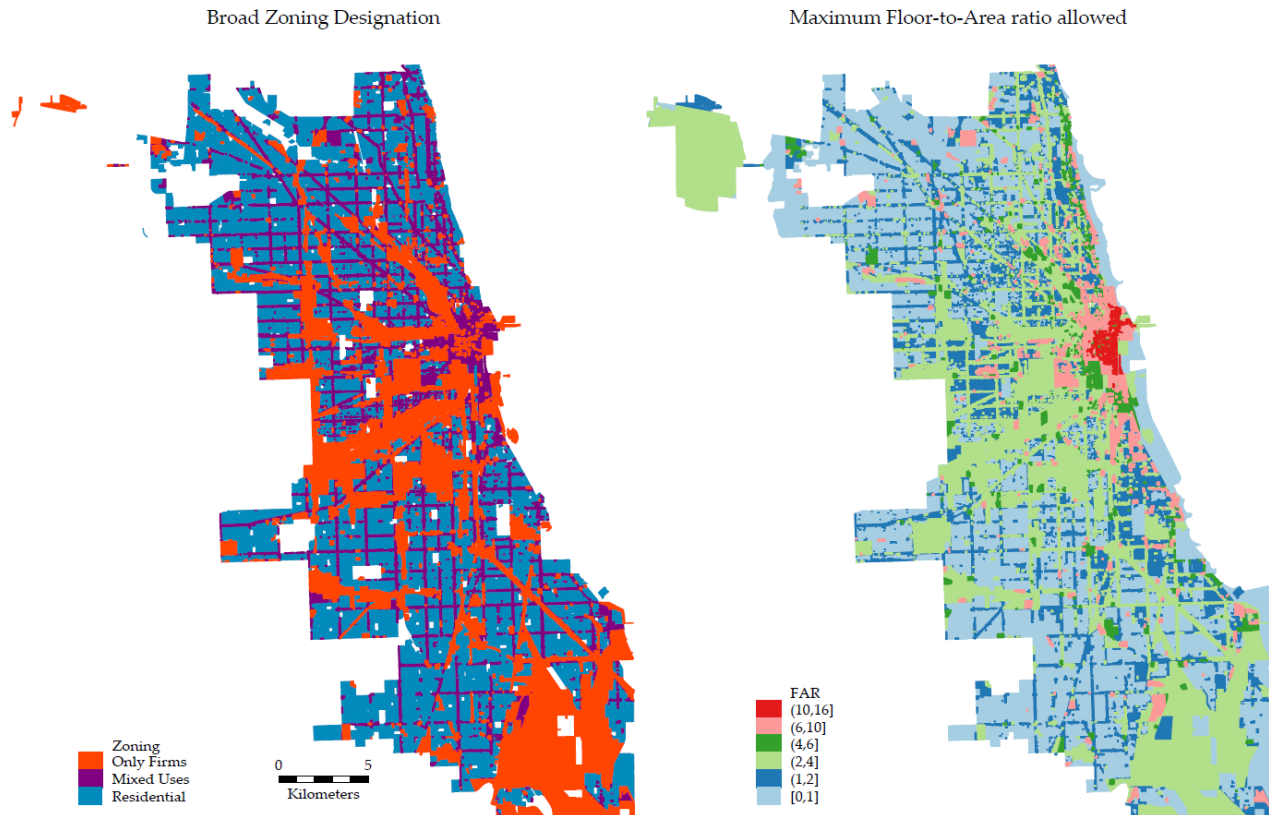 Broad Zoning Designation
Maximum Floor-to-Area ratio allowed
Zoning
Only Firms
Mixed Uses
Residential
0 5
Kilometers
FAR
(10,16]
(6,10]
(4,6]
(2,4]
(1,2]
[0,1]